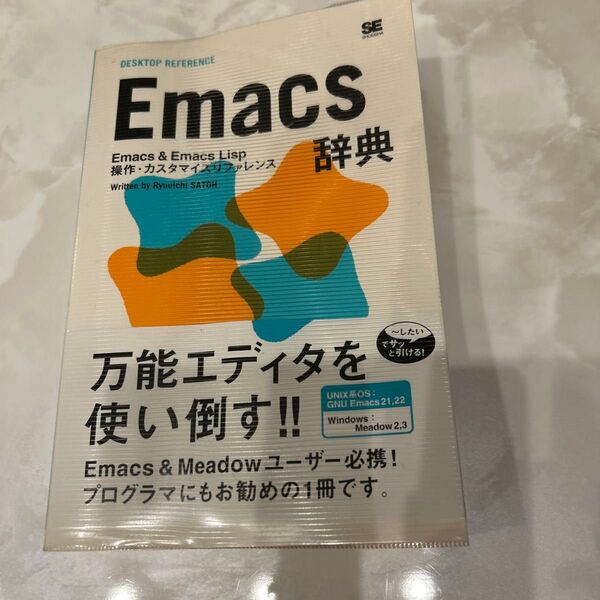 SE
SHOEISHA
DESKTOP REFERENCE
Emacs
辞典
Emacs & Emacs Lisp
操作・カスタマイズリファレンス
Written by Ryuuichi SATOH
万能エディタを
使い倒す!!
～したい
でサッ
と引ける!
UNIX系OS:
GNU Emacs 21,22
Windows:
Meadow 2,3
Emacs & Meadowユーザー必携!
プログラマにもお勧めの1冊です。